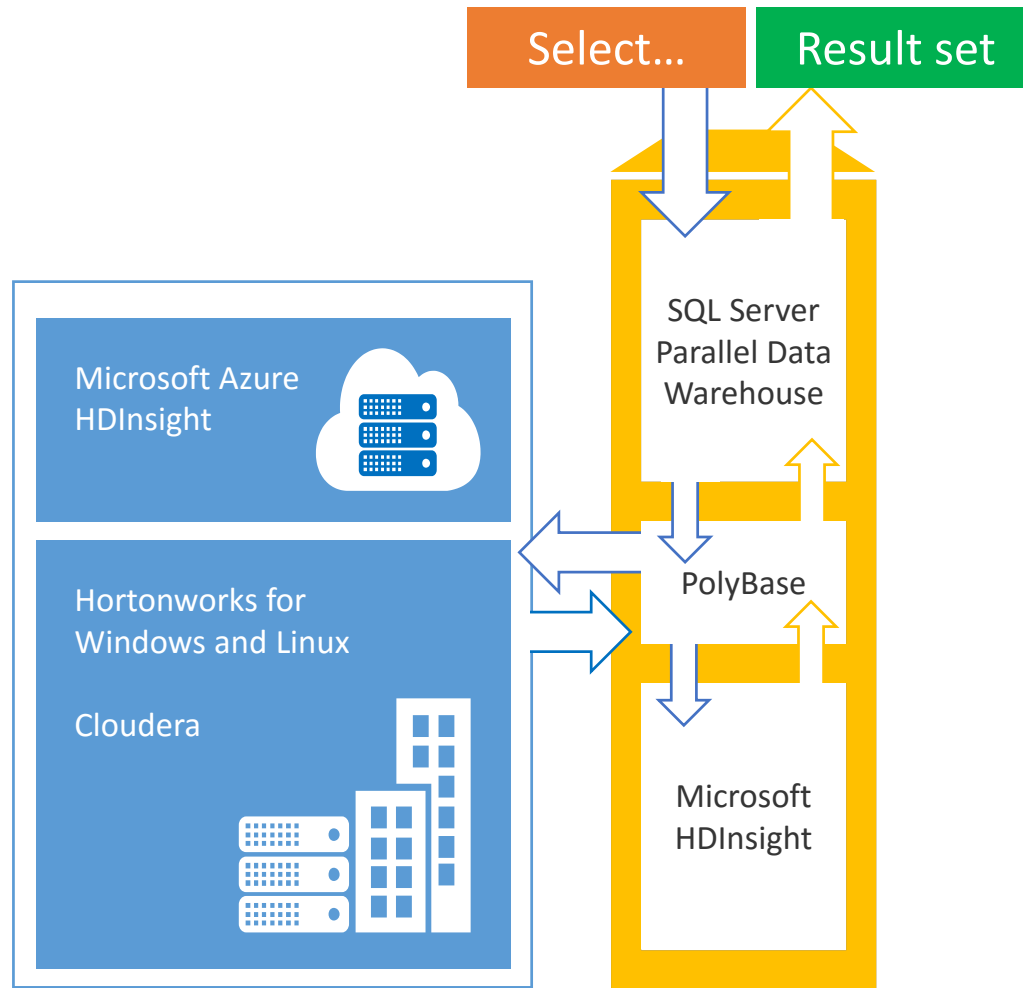 Select…
Result set
SQL Server
Parallel Data
Warehouse
Microsoft Azure
HDInsight
PolyBase
Hortonworks for
Windows and Linux
Cloudera
Microsoft
HDInsight